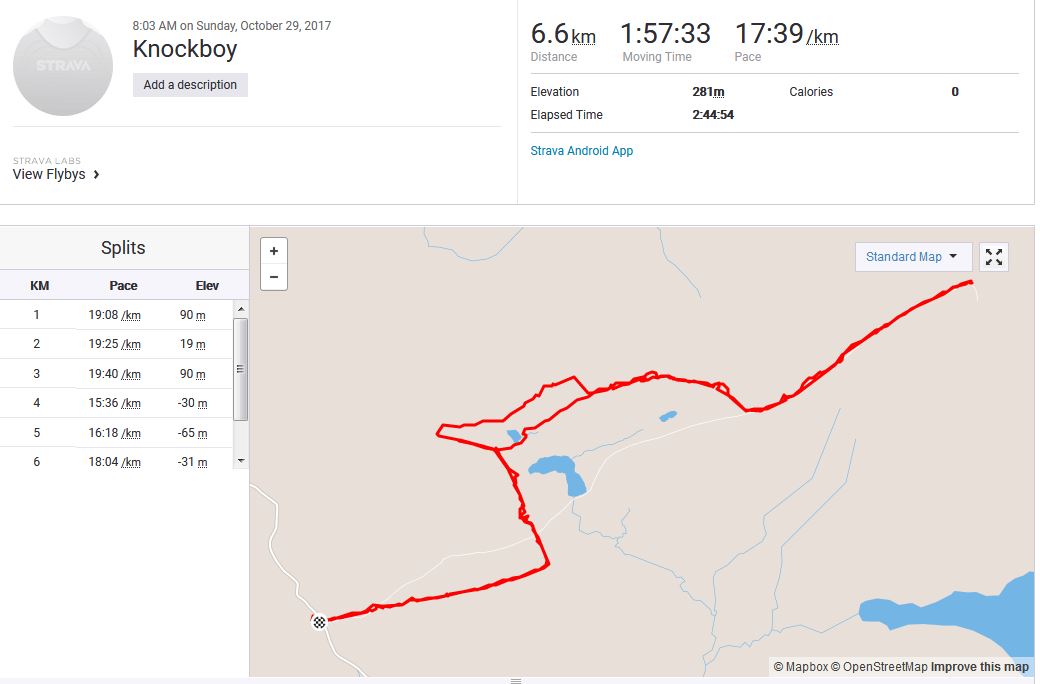 STRAVA
8:03 AM on Sunday, October 29, 2017
Knockboy
Add a description
STRAVA LABS
View Flybys
6.6 km 1:57:33 17:39 /km
Distance Moving Time Pace
Elevation 281m Calories 0
Elapsed Time 2:44:54
Strava Android App
Splits
KM Pace Elev
1 19:08 /km 90 m
2 19:25 /km 19 m
3 19:40 /km 90 m
4 15:36 /km -30 m
5 16:18 /km -65 m
6 18:04 /km -31 m
+
−
Standard Map
© Mapbox © OpenStreetMap Improve this map